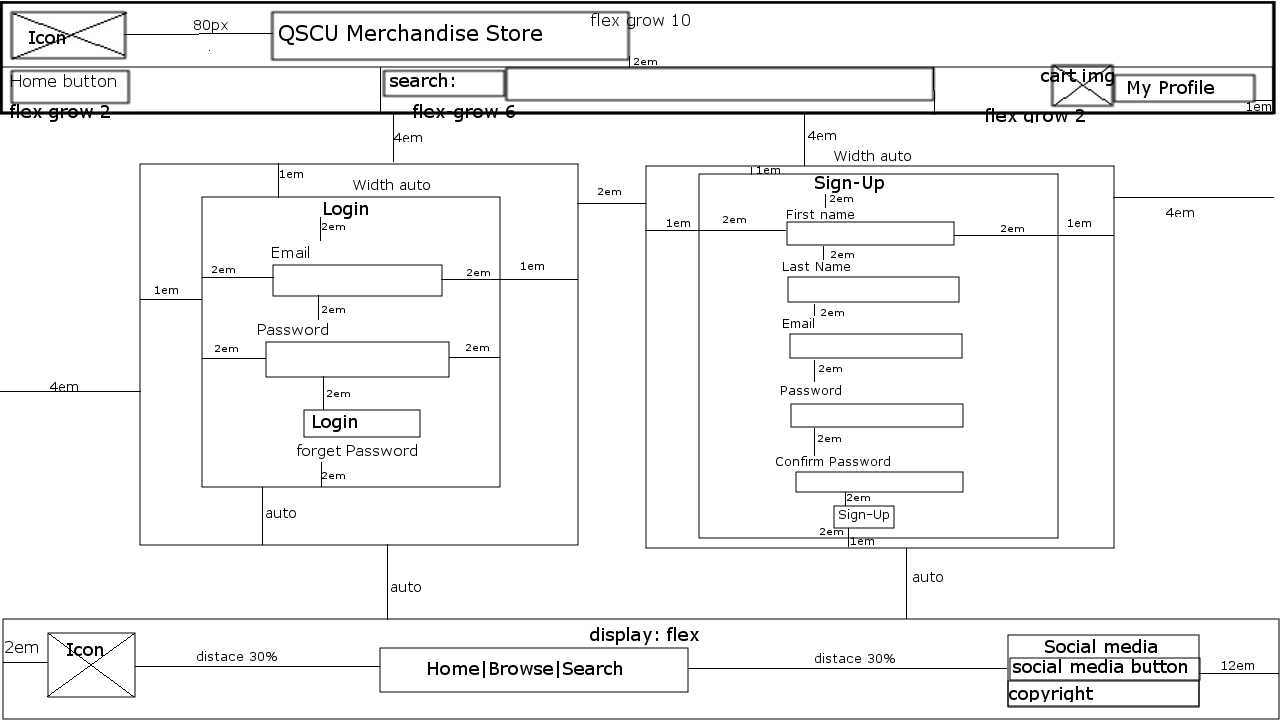 Icon
80px
QSCU Merchandise Store
flex grow 10
2em
Home button
flex grow 2
search:
flex grow 6
cart img
My Profile
1em
flex grow 2
4em
4em
Width auto
1em
Width auto
Login
2em
Email
2em
2em
1em
1em
2em
Password
2em
2em
2em
Login
forget Password
2em
auto
4em
2em
1em
Sign-Up
2em
First name
1em
2em
2em
1em
2em
Last Name
2em
Email
2em
Password
2em
Confirm Password
2em
Sign-Up
2em
1em
4em
auto
auto
display: flex
2em
Icon
distace 30%
Home|Browse|Search
distace 30%
Social media
social media button
copyright
12em